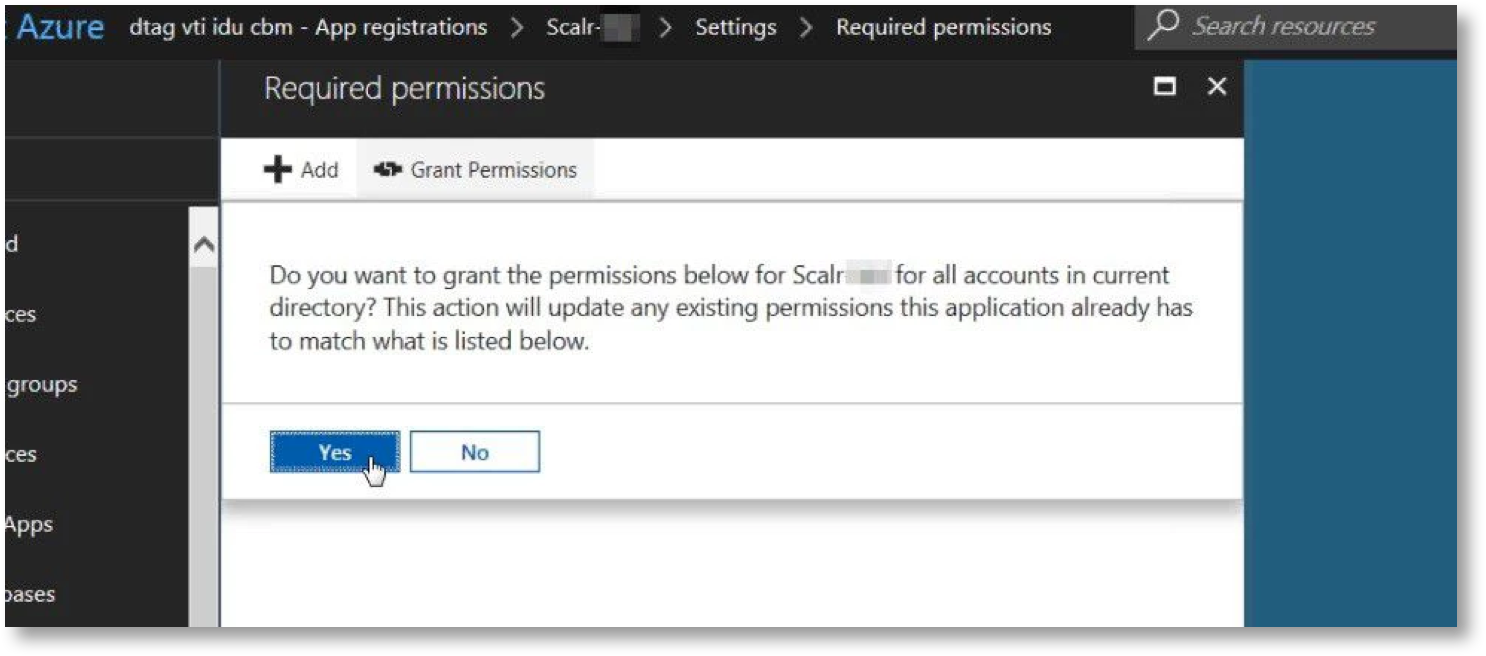 Azure dtag vti idu cbm - App registrations > Scalr- > Settings > Required permissions Search resources
Required permissions
Add Grant Permissions
d
ces
groups
ces
Apps
bases
Do you want to grant the permissions below for Scalr for all accounts in current
directory? This action will update any existing permissions this application already has
to match what is listed below.
Yes No